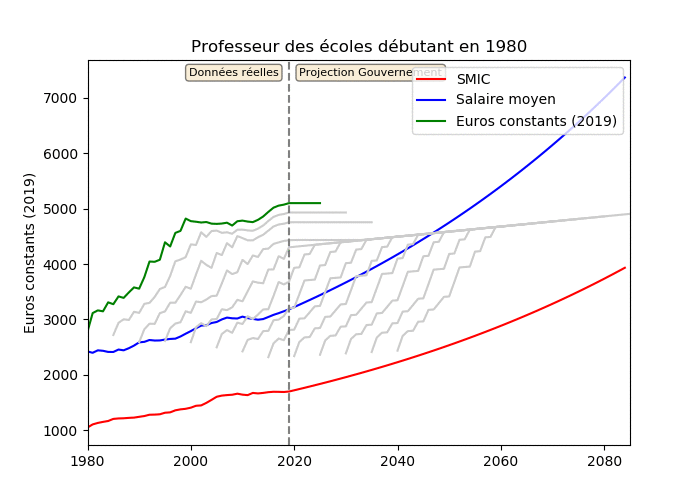 Professeur des écoles débutant en 1980
Données réelles
Projection Gouvernement
SMIC
Salaire moyen
Euros constants (2019)
Euros constants (2019)
7000
6000
5000
4000
3000
2000
1000
1980
2000
2020
2040
2060
2080